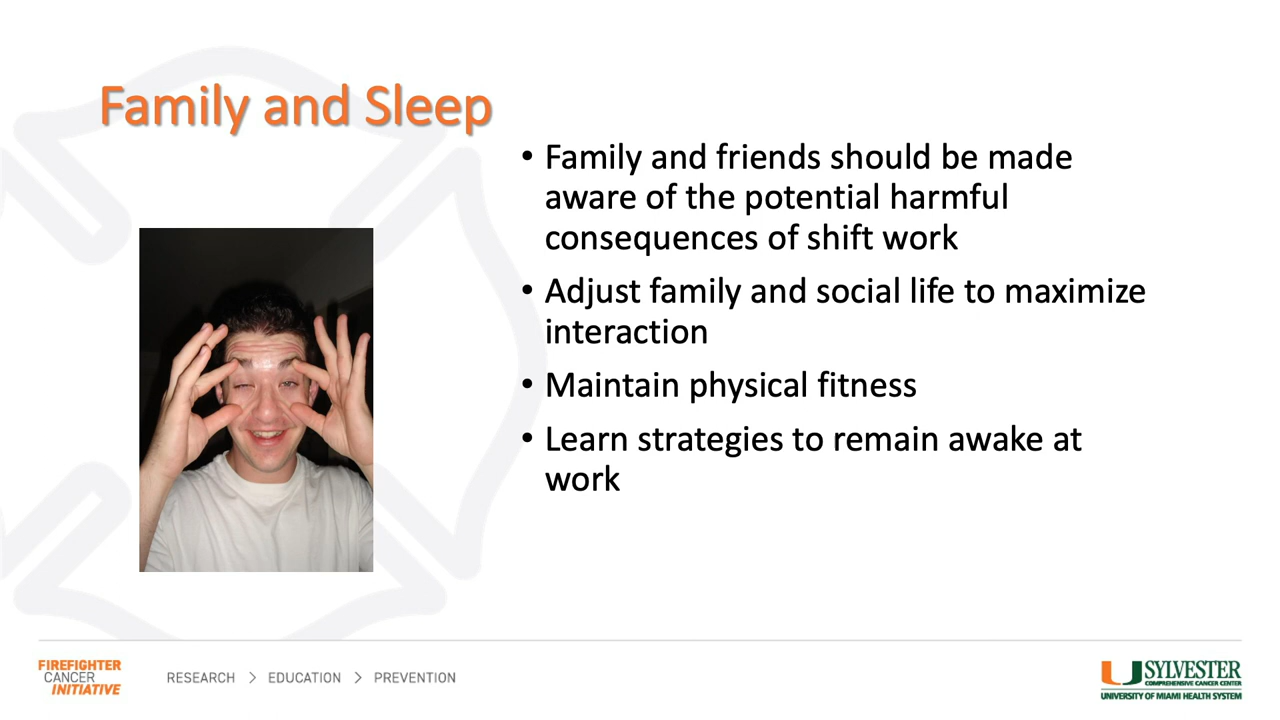 Family and Sleep
• Family and friends should be made
aware of the potential harmful
consequences of shift work
• Adjust family and social life to maximize
interaction
• Maintain physical fitness
• Learn strategies to remain awake at
work
FIREFIGHTER
CANCER
INITIATIVE
RESEARCH > EDUCATION > PREVENTION
SYLVESTER
COMPREHENSIVE CANCER CENTER
UNIVERSITY OF MIAMI HEALTH SYSTEM